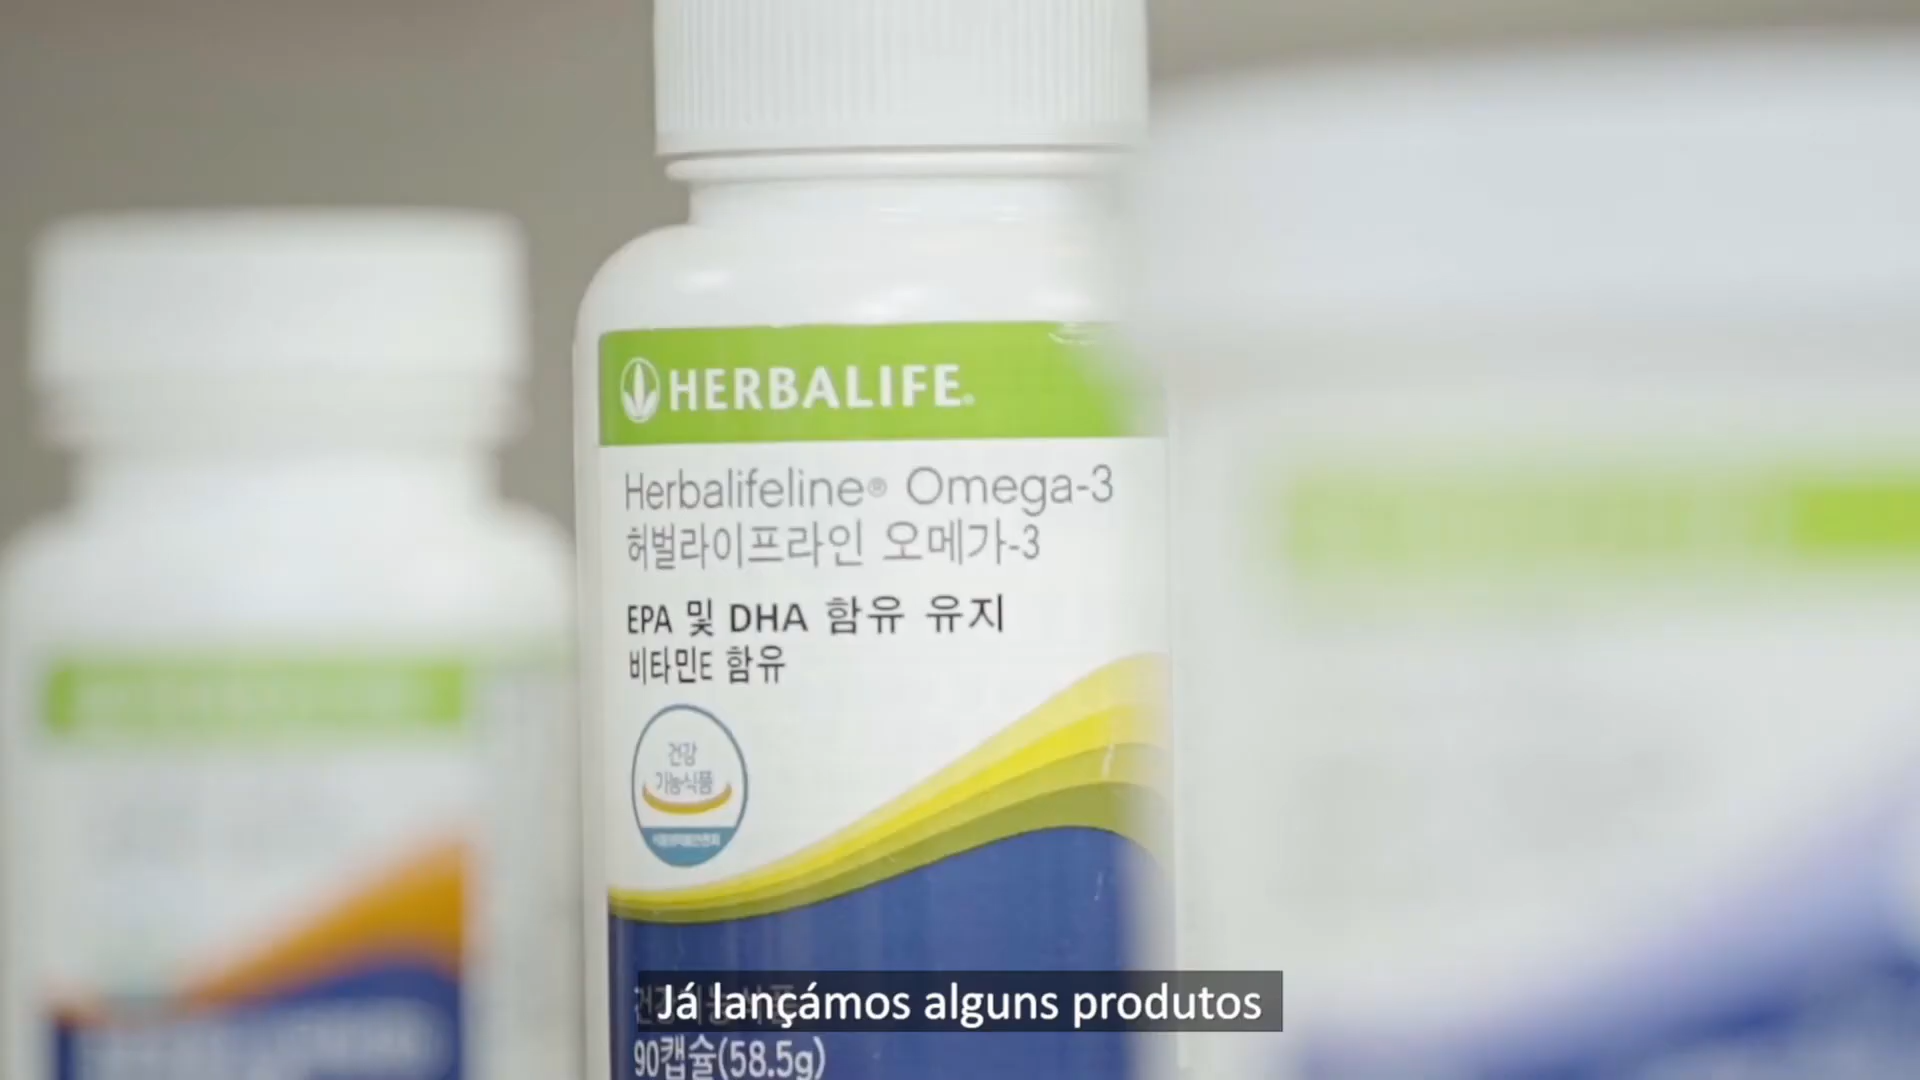 HERBALIFE
Herbalifeline® Omega-3
허벌라이프라인 오메가-3
EPA 및 DHA 함유 유지
비타민E 함유
건강
기능식품
Já lançámos alguns produtos
90캡슐(58.5g)